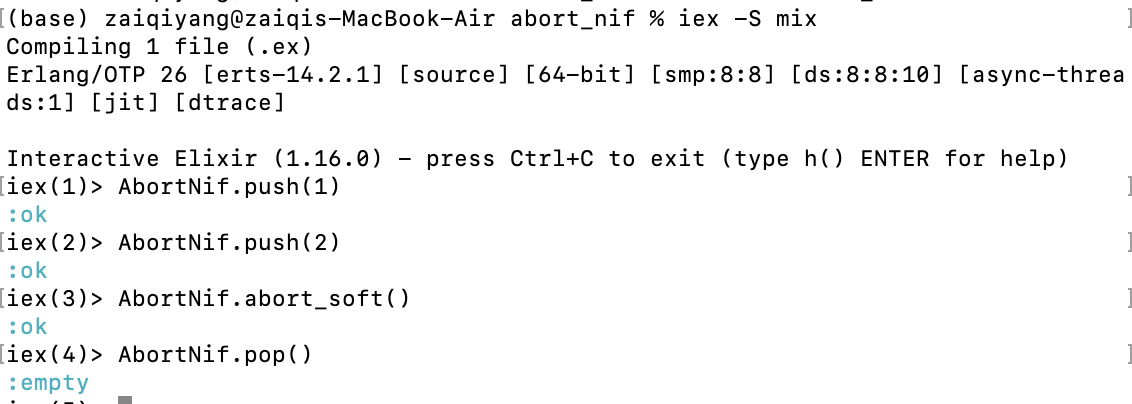 [(base) zaiqiyang@zaiqis-MacBook-Air abort_nif % iex -S mix ]
Compiling 1 file (.ex)
Erlang/OTP 26 [erts-14.2.1] [source] [64-bit] [smp:8:8] [ds:8:8:10] [async-threa
ds:1] [jit] [dtrace]
Interactive Elixir (1.16.0) - press Ctrl+C to exit (type h() ENTER for help)
[iex(1)> AbortNif.push(1) ]
:ok
[iex(2)> AbortNif.push(2) ]
:ok
[iex(3)> AbortNif.abort_soft() ]
:ok
[iex(4)> AbortNif.pop() ]
:empty